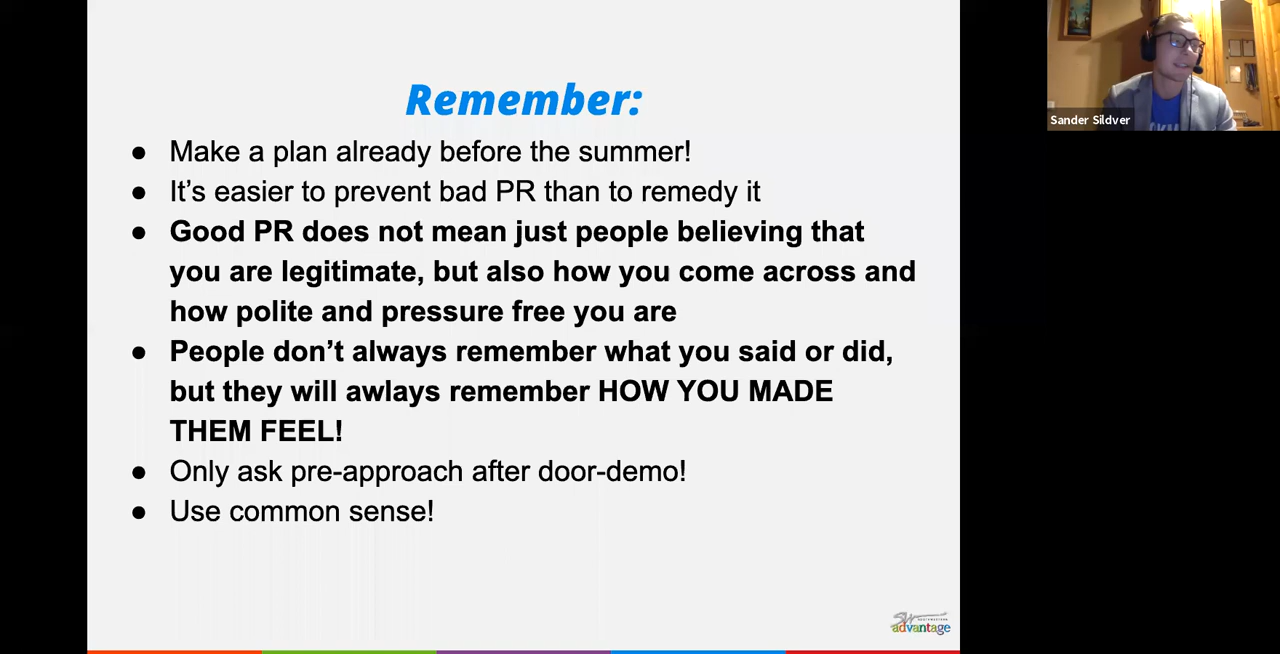 Remember:
● Make a plan already before the summer!
● It's easier to prevent bad PR than to remedy it
● Good PR does not mean just people believing that
you are legitimate, but also how you come across and
how polite and pressure free you are
● People don't always remember what you said or did,
but they will awlays remember HOW YOU MADE
THEM FEEL!
● Only ask pre-approach after door-demo!
● Use common sense!
Sander Sildver
SOUTHWESTERN
advantage